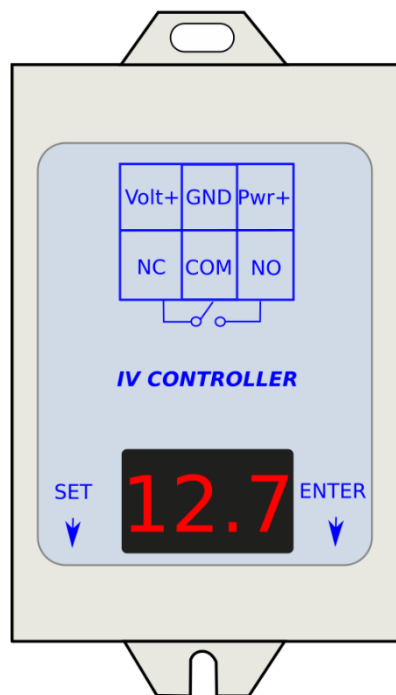 Volt+ GND Pwr+
NC COM NO
IV CONTROLLER
SET 12.7 ENTER